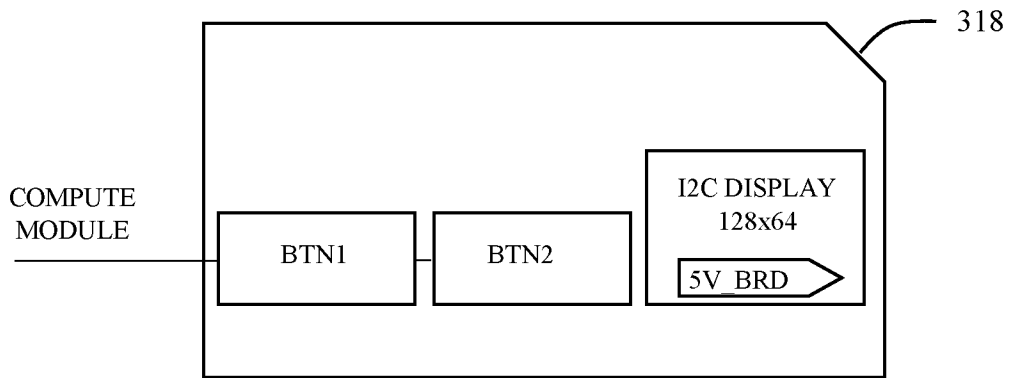 318
COMPUTE
MODULE
BTN1
BTN2
I2C DISPLAY
128x64
5V_BRD